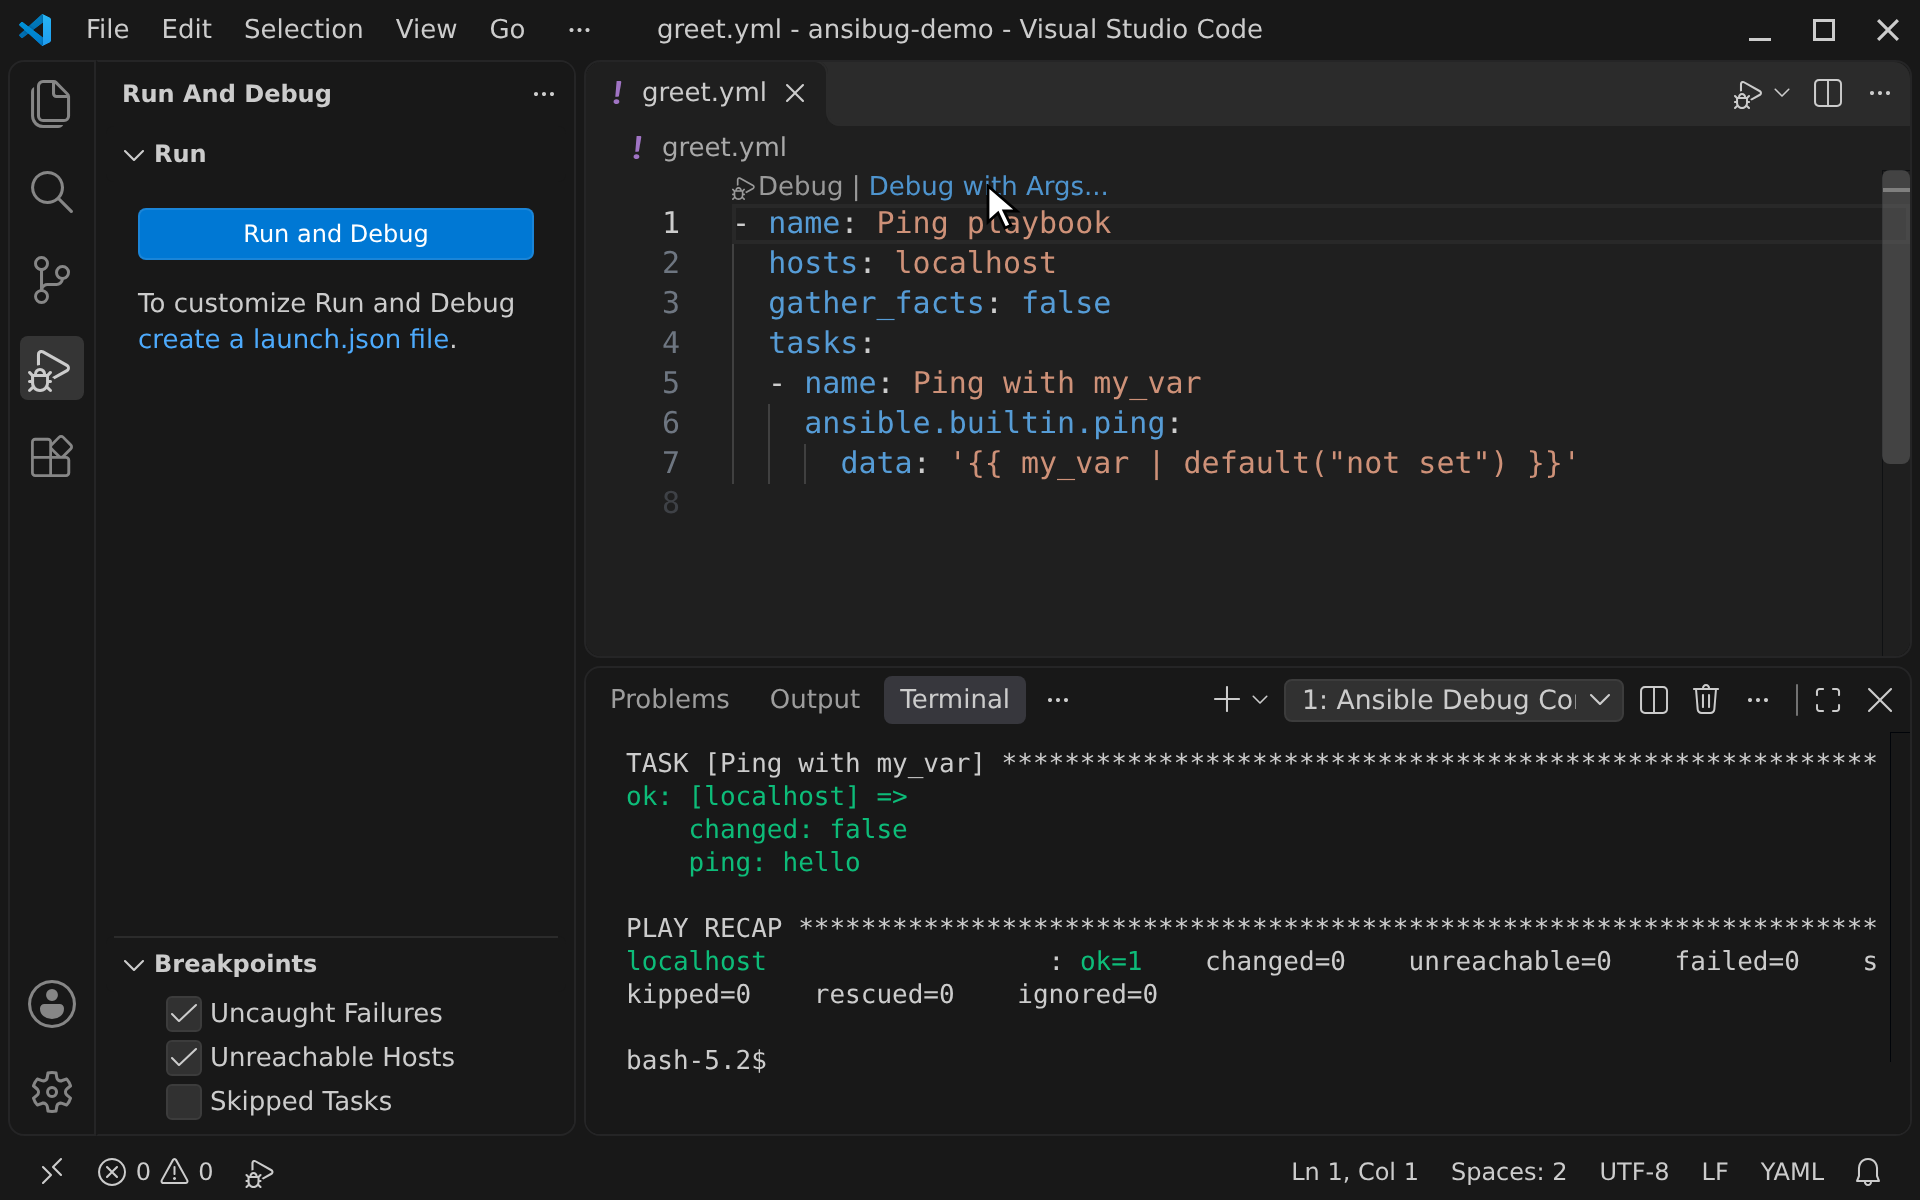 File Edit Selection View Go ··· greet.yml - ansibug-demo - Visual Studio Code
Run And Debug
Run
Run and Debug
To customize Run and Debug
create a launch.json file.
Breakpoints
Uncaught Failures
Unreachable Hosts
Skipped Tasks
! greet.yml
! greet.yml
Debug | Debug with Args...
1 - name: Ping playbook
2 hosts: localhost
3 gather_facts: false
4 tasks:
5 - name: Ping with my_var
6 ansible.builtin.ping:
7 data: '{{ my_var | default("not set") }}'
8
Problems Output Terminal ··· 1: Ansible Debug Co
TASK [Ping with my_var] ********************************************************
ok: [localhost] =>
    changed: false
    ping: hello
PLAY RECAP *********************************************************************
localhost                  : ok=1    changed=0    unreachable=0    failed=0    s
kipped=0    rescued=0    ignored=0
bash-5.2$
0 0 Ln 1, Col 1 Spaces: 2 UTF-8 LF YAML